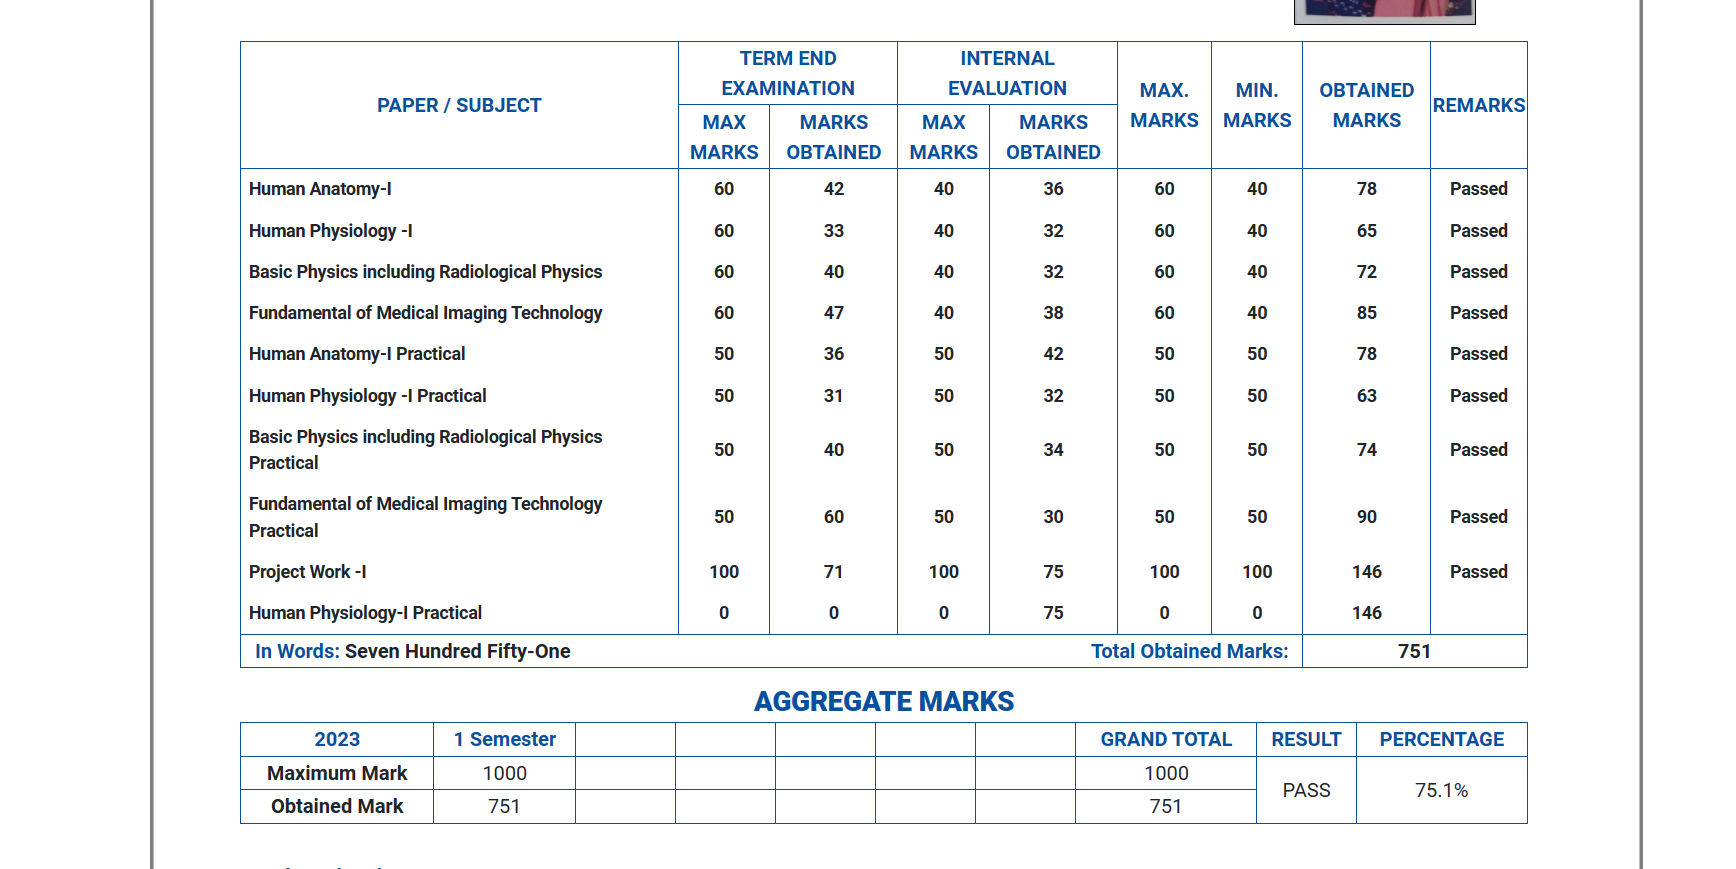 PAPER / SUBJECT TERM END EXAMINATION INTERNAL EVALUATION MAX. MARKS MIN. MARKS OBTAINED MARKS REMARKS
MAX MARKS MARKS OBTAINED MAX MARKS MARKS OBTAINED
Human Anatomy-I 60 42 40 36 60 40 78 Passed
Human Physiology -I 60 33 40 32 60 40 65 Passed
Basic Physics including Radiological Physics 60 40 40 32 60 40 72 Passed
Fundamental of Medical Imaging Technology 60 47 40 38 60 40 85 Passed
Human Anatomy-I Practical 50 36 50 42 50 50 78 Passed
Human Physiology -I Practical 50 31 50 32 50 50 63 Passed
Basic Physics including Radiological Physics Practical 50 40 50 34 50 50 74 Passed
Fundamental of Medical Imaging Technology Practical 50 60 50 30 50 50 90 Passed
Project Work -I 100 71 100 75 100 100 146 Passed
Human Physiology-I Practical 0 0 0 75 0 0 146
In Words: Seven Hundred Fifty-One Total Obtained Marks: 751
AGGREGATE MARKS
2023 1 Semester GRAND TOTAL RESULT PERCENTAGE
Maximum Mark 1000 1000 PASS 75.1%
Obtained Mark 751 751